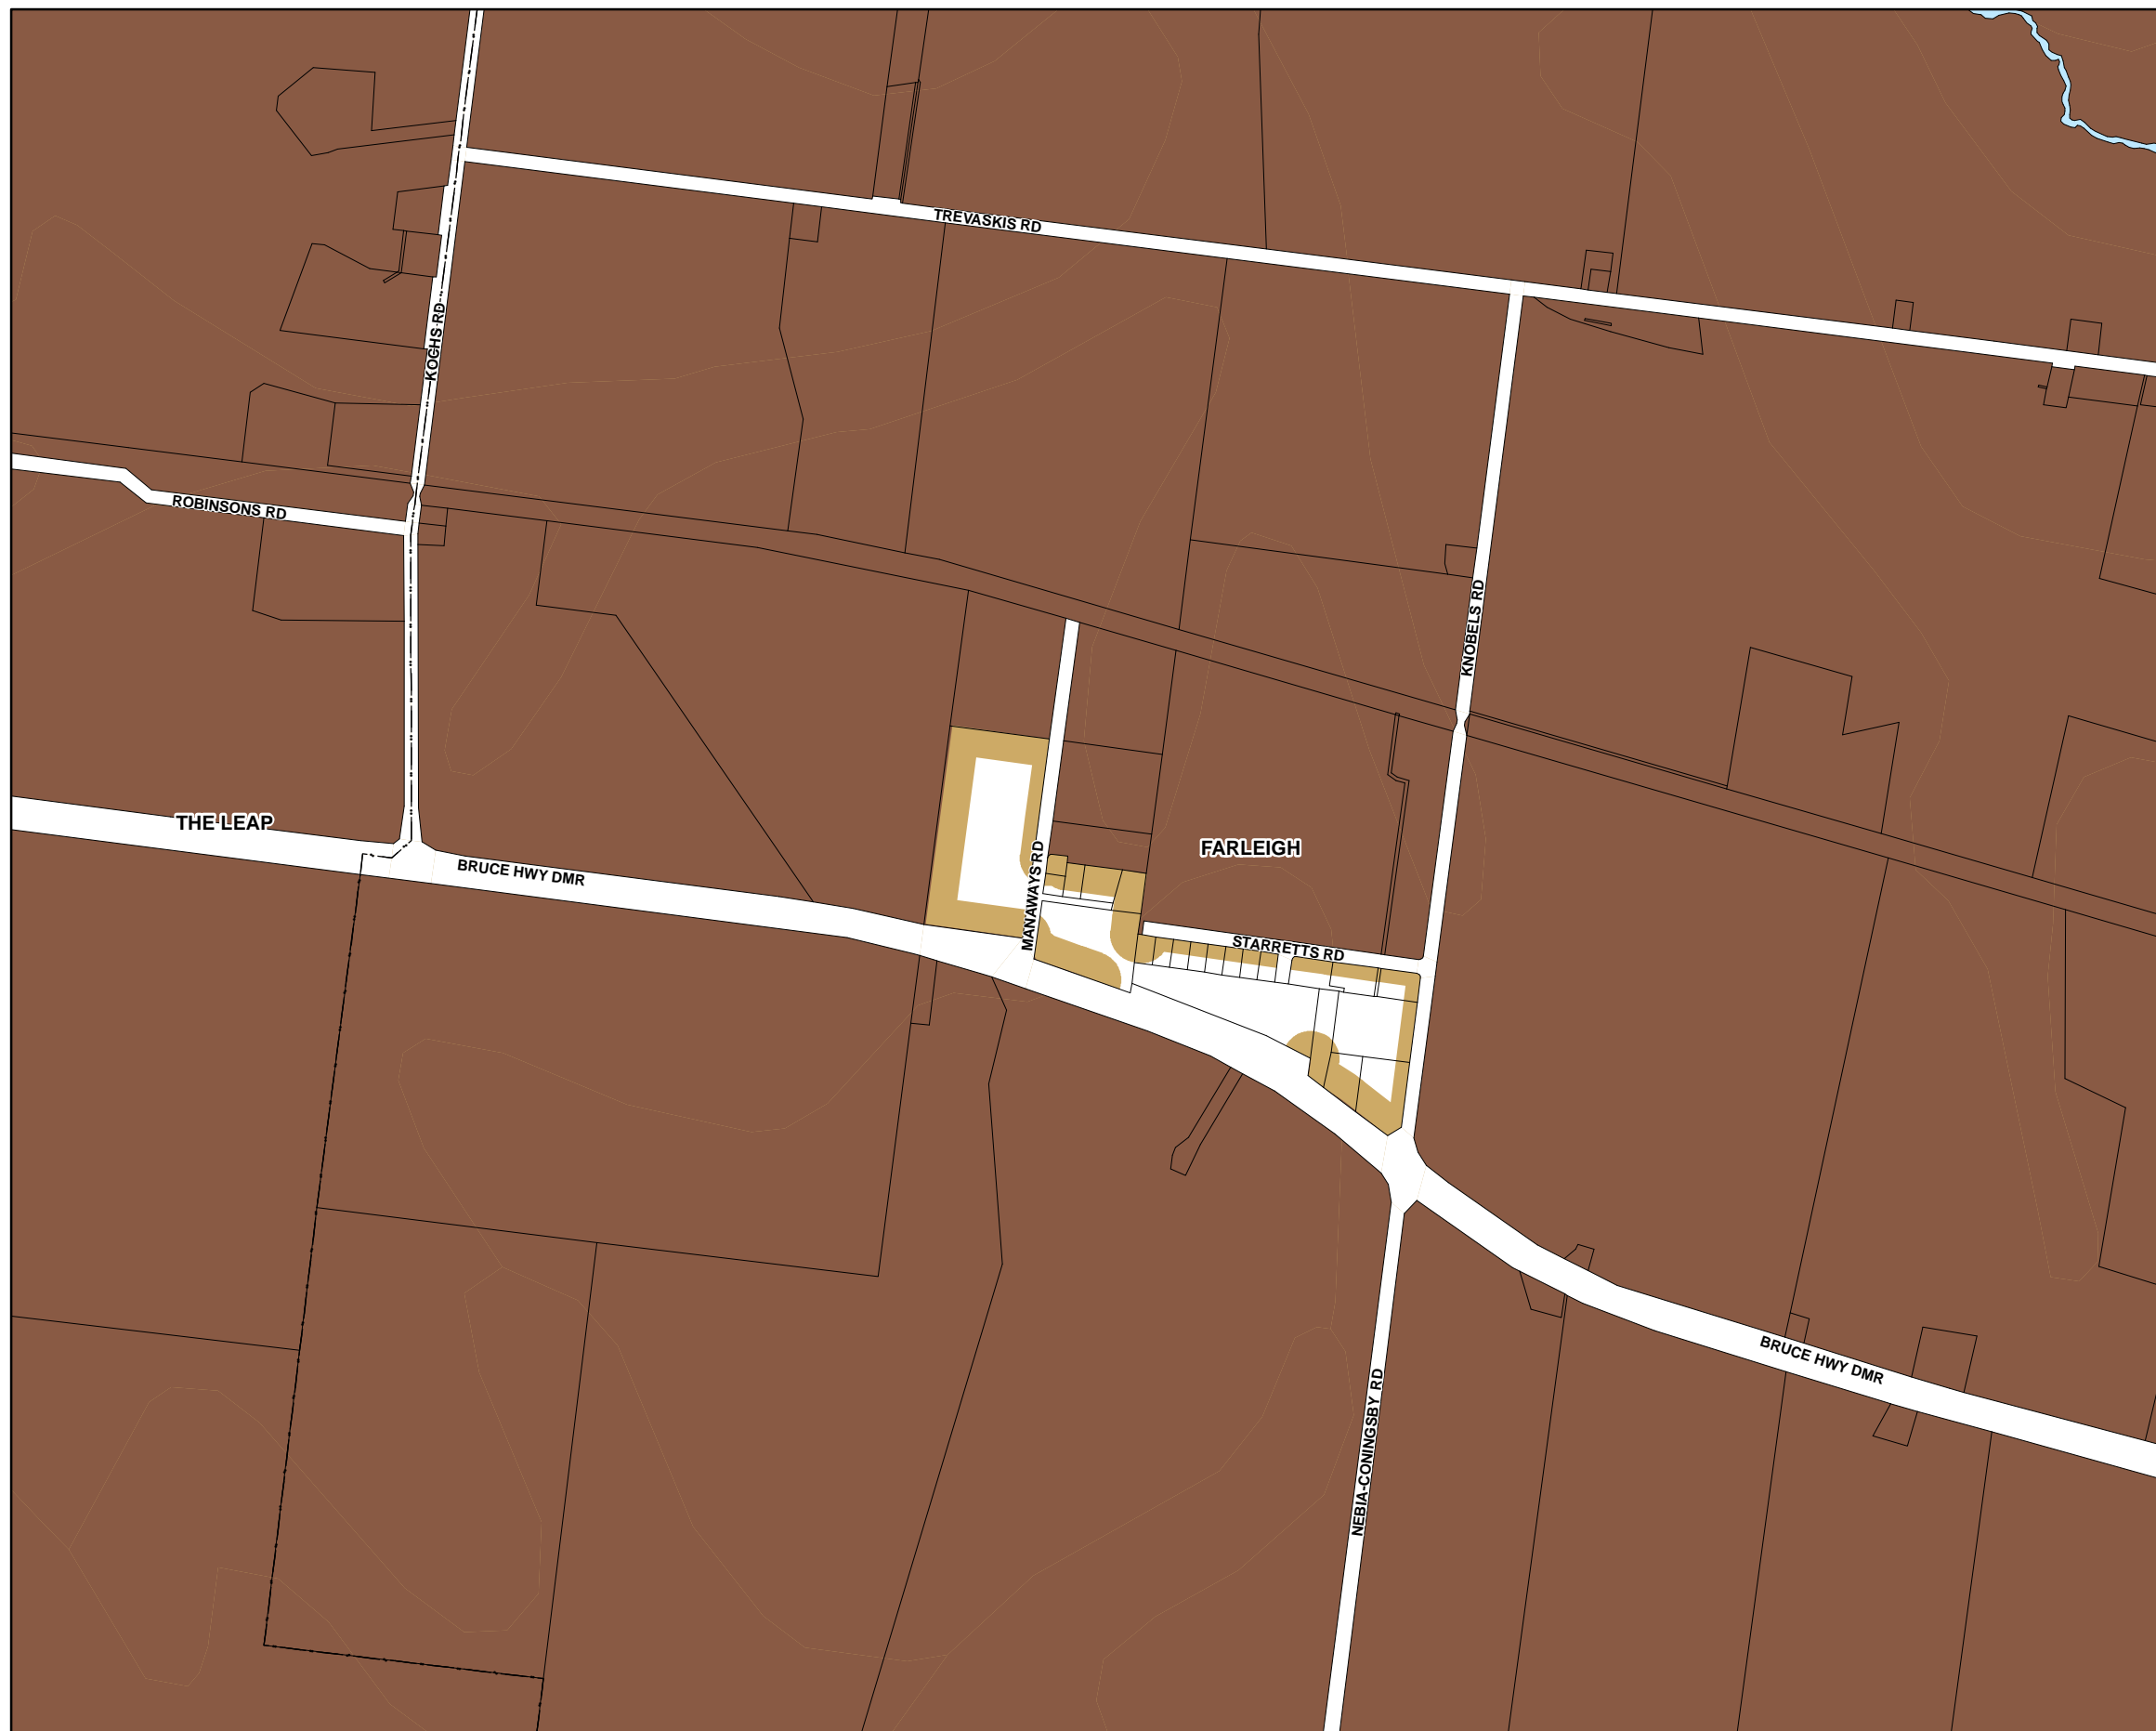 TREVASKIS RD
KOCHS RD
ROBINSONS RD
KNOBELS RD
THE LEAP
FARLEIGH
BRUCE HWY DMR
MANAWAYS RD
STARRETTS RD
BRUCE HWY DMR
NEBIA-CONINGSBY RD